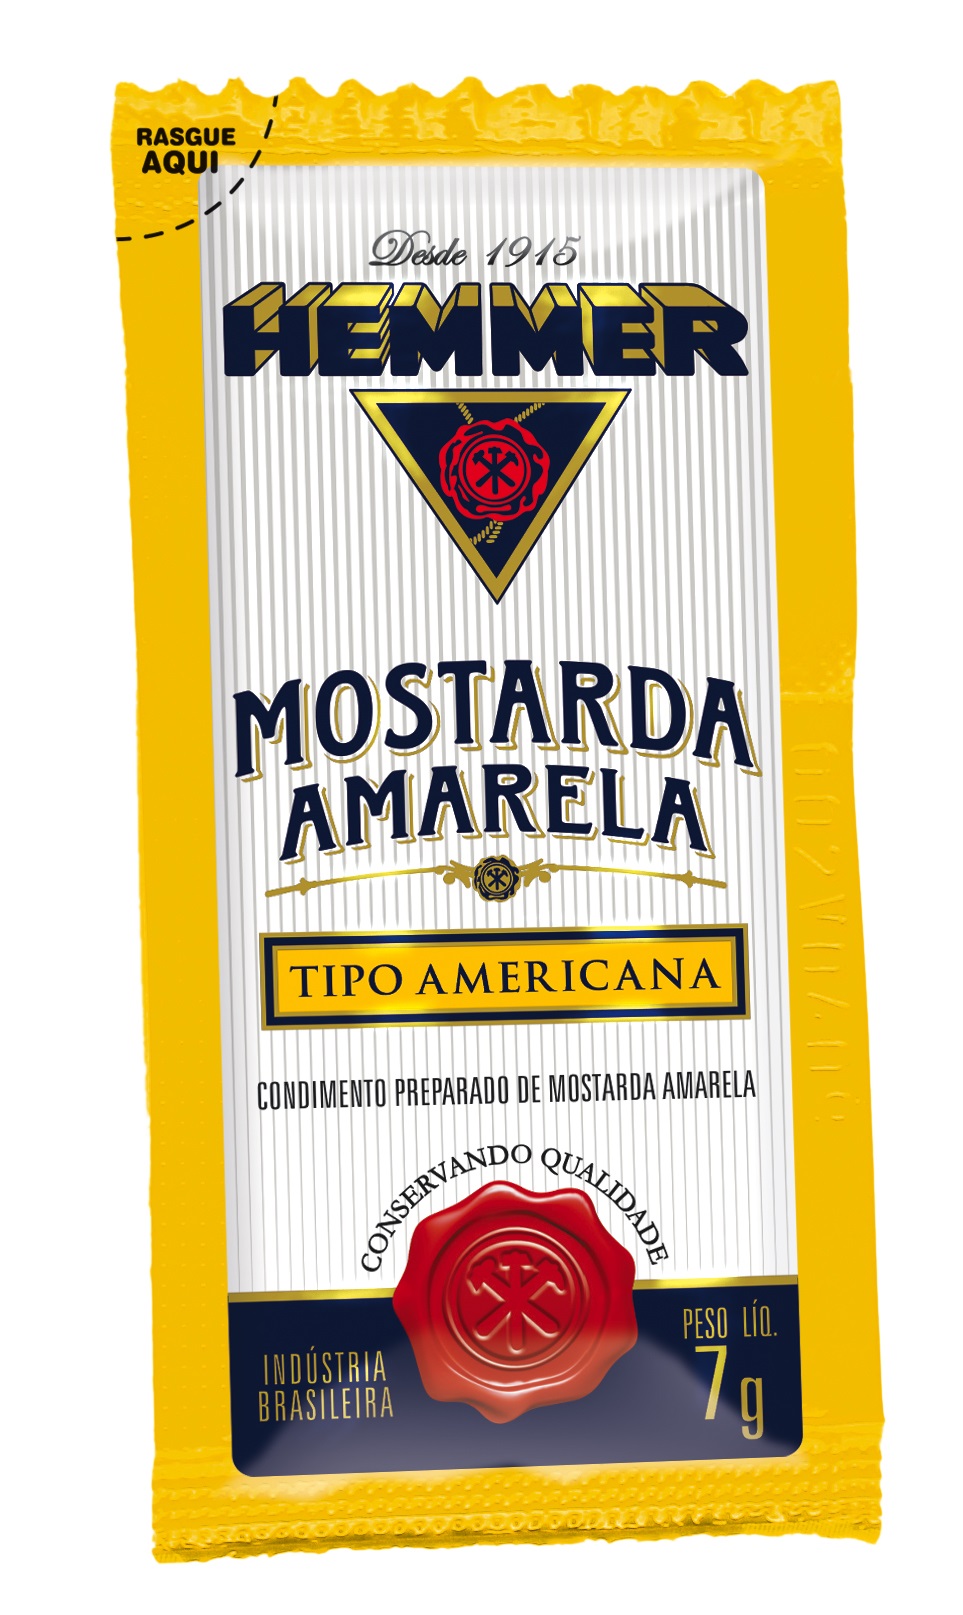 RASGUE
AQUI
Desde 1915
HEMMER
MOSTARDA
AMARELA
TIPO AMERICANA
CONDIMENTO PREPARADO DE MOSTARDA AMARELA
CONSERVANDO QUALIDADE
INDÚSTRIA
BRASILEIRA
PESO LÍQ.
7g